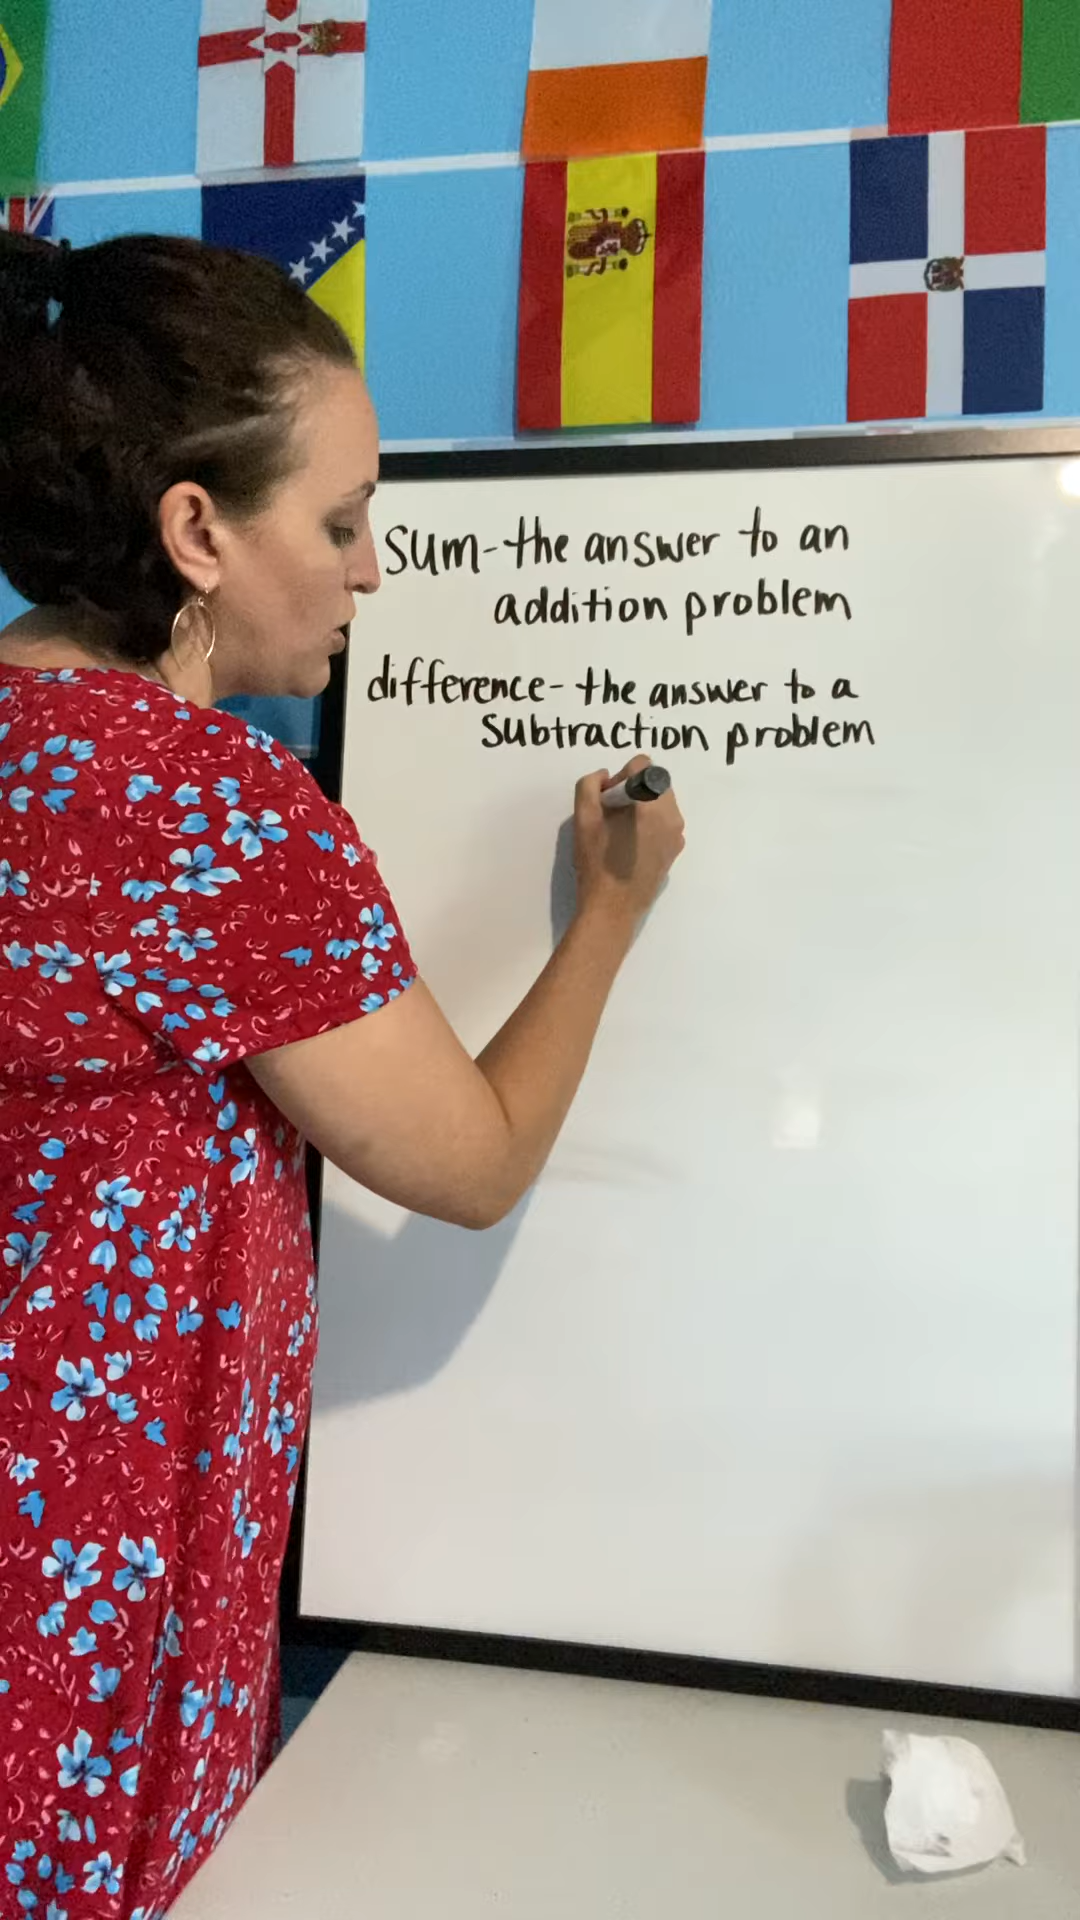 sum-the answer to an
addition problem
difference-the answer to a
subtraction problem